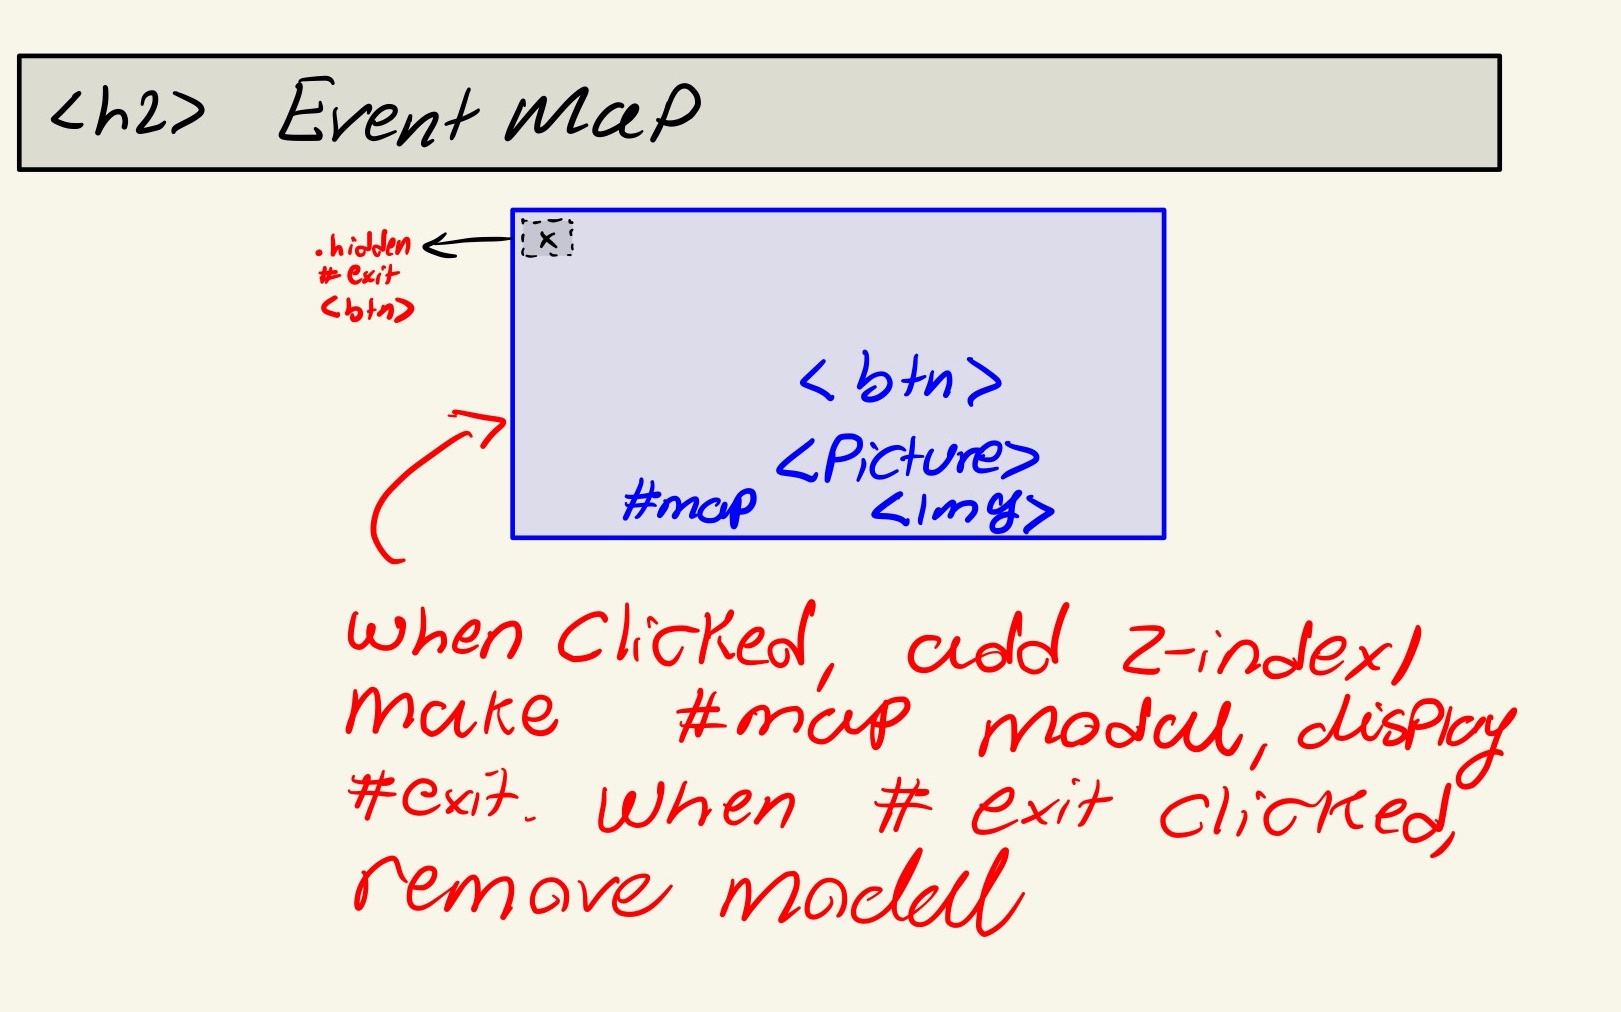 <h2> Event Map
x
.hidden
#exit
<btn>
<btn>
<Picture>
#map <Img>
when clicked, add z-index,
make #map modal, display
#exit. when #exit clicked,
remove modal